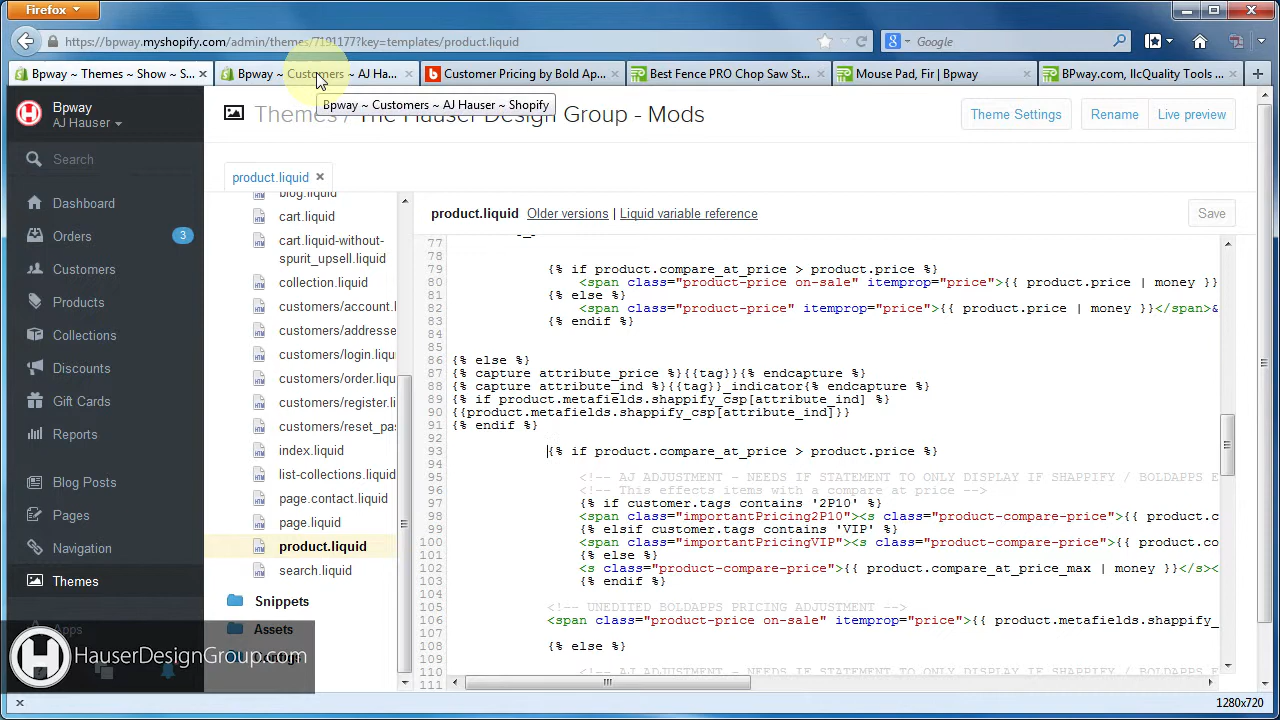 Firefox
https://bpway.myshopify.com/admin/themes/7191177?key=templates/product.liquid
Google
Bpway ~ Themes ~ Show ~ S...
Bpway ~ Customers ~ AJ Ha...
Customer Pricing by Bold Ap...
Best Fence PRO Chop Saw St...
Mouse Pad, Fir | Bpway
BPway.com, llcQuality Tools ...
Bpway ~ Customers ~ AJ Hauser ~ Shopify
Bpway
AJ Hauser
Themes / The Hauser Design Group - Mods
Theme Settings
Rename
Live preview
Search
Dashboard
Orders 3
Customers
Products
Collections
Discounts
Gift Cards
Reports
Blog Posts
Pages
Navigation
Themes
Apps
product.liquid
blog.liquid
cart.liquid
cart.liquid-without-
spurit_upsell.liquid
collection.liquid
customers/account.l
customers/addresse
customers/login.liqu
customers/order.liqu
customers/register.l
customers/reset_pas
index.liquid
list-collections.liquid
page.contact.liquid
page.liquid
product.liquid
search.liquid
Snippets
Assets
product.liquid Older versions | Liquid variable reference
Save
77
78
79 {% if product.compare_at_price > product.price %}
80 <span class="product-price on-sale" itemprop="price">{{ product.price | money }}
81 {% else %}
82 <span class="product-price" itemprop="price">{{ product.price | money }}</span>&
83 {% endif %}
84
85
86 {% else %}
87 {% capture attribute_price %}{{tag}}{% endcapture %}
88 {% capture attribute_ind %}{{tag}}_indicator{% endcapture %}
89 {% if product.metafields.shappify_csp[attribute_ind] %}
90 {{product.metafields.shappify_csp[attribute_ind]}}
91 {% endif %}
92
93 {% if product.compare_at_price > product.price %}
94
95 <!-- AJ ADJUSTMENT - NEEDS IF STATEMENT TO ONLY DISPLAY IF SHAPPIFY / BOLDAPPS E
96 <!-- This effects items with a compare at price -->
97 {% if customer.tags contains '2P10' %}
98 <span class="importantPricing2P10"><s class="product-compare-price">{{ product.c
99 {% elsif customer.tags contains 'VIP' %}
100 <span class="importantPricingVIP"><s class="product-compare-price">{{ product.co
101 {% else %}
102 <s class="product-compare-price">{{ product.compare_at_price_max | money }}</s><
103 {% endif %}
104
105 <!-- UNEDITED BOLDAPPS PRICING ADJUSTMENT -->
106 <span class="product-price on-sale" itemprop="price">{{ product.metafields.shappify_
107
108 {% else %}
109
110 <!-- AJ ADJUSTMENT - NEEDS IF STATEMENT TO ONLY DISPLAY IF SHAPPIFY / BOLDAPPS E
111
HauserDesignGroup.com
1280x720